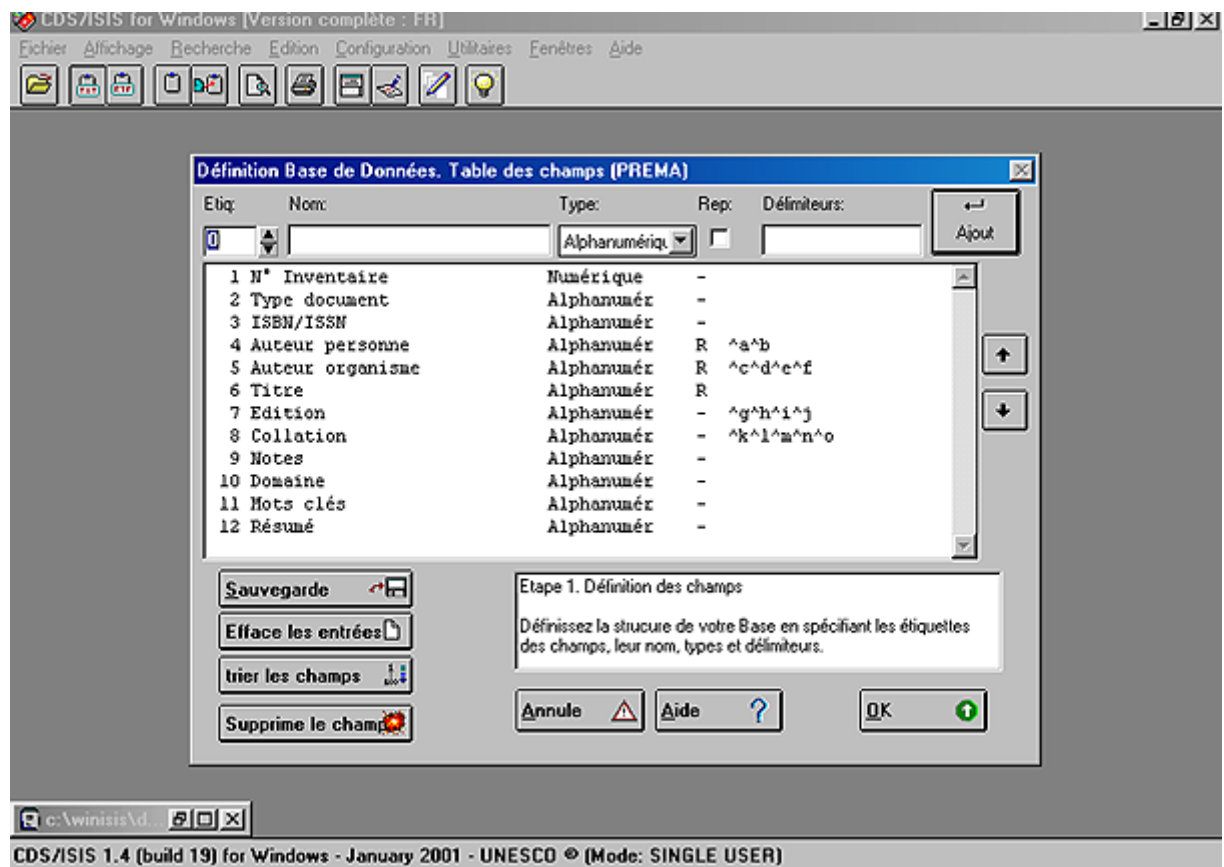 CDS/ISIS for Windows [Version complète : FR]
Fichier Affichage Recherche Edition Configuration Utilitaires Fenêtres Aide
Définition Base de Données. Table des champs (PREMA)
Etiq: Nom: Type: Rep: Délimiteurs:
0 Alphanumériqu Ajout
1 N° Inventaire Numérique -
2 Type document Alphanumér -
3 ISBN/ISSN Alphanumér -
4 Auteur personne Alphanumér R ^a^b
5 Auteur organisme Alphanumér R ^c^d^e^f
6 Titre Alphanumér R
7 Edition Alphanumér - ^g^h^i^j
8 Collation Alphanumér - ^k^l^m^n^o
9 Notes Alphanumér -
10 Domaine Alphanumér -
11 Mots clés Alphanumér -
12 Résumé Alphanumér -
Sauvegarde
Efface les entrées
trier les champs
Supprime le champ
Etape 1. Définition des champs
Définissez la strucure de votre Base en spécifiant les étiquettes
des champs, leur nom, types et délimiteurs.
Annule Aide OK
c:\winisis\d...
CDS/ISIS 1.4 (build 19) for Windows - January 2001 - UNESCO © (Mode: SINGLE USER)